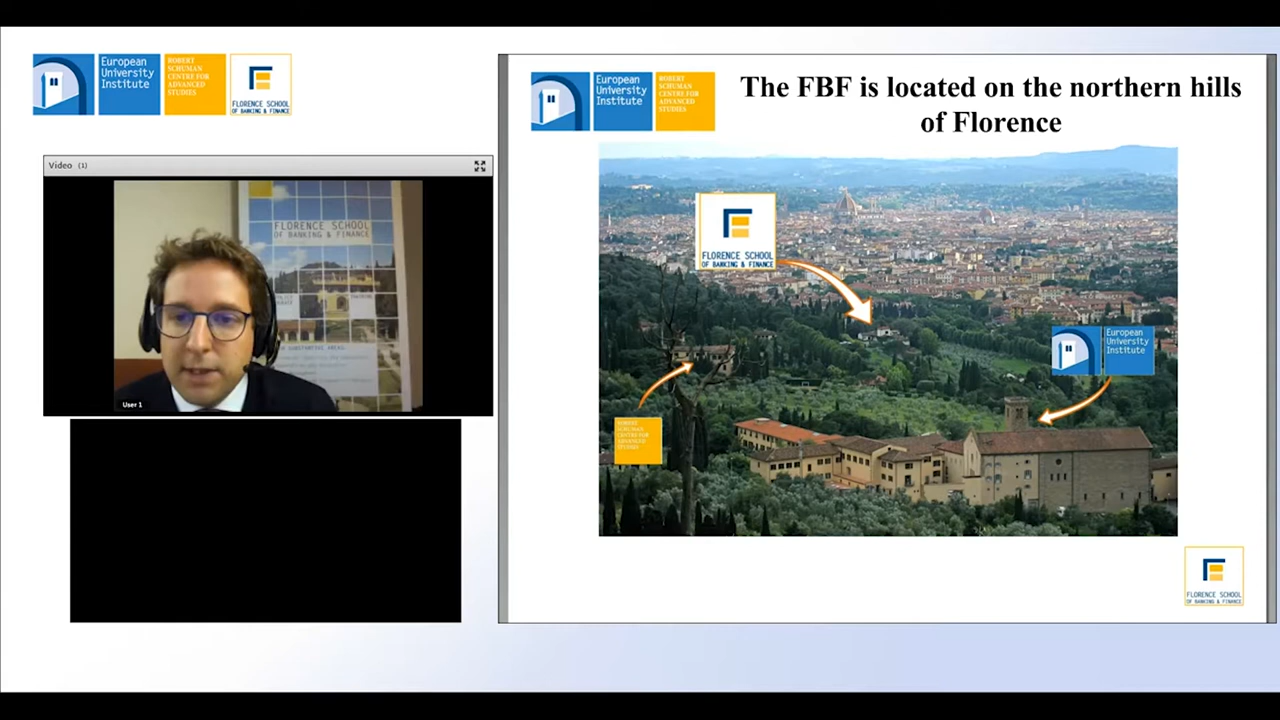 European
University
Institute
ROBERT
SCHUMAN
CENTRE FOR
ADVANCED
STUDIES
FLORENCE SCHOOL
OF BANKING & FINANCE
Video (1)
FLORENCE SCHOOL
OF BANKING & FINANCE
User 1
European
University
Institute
ROBERT
SCHUMAN
CENTRE FOR
ADVANCED
STUDIES
The FBF is located on the northern hills
of Florence
FLORENCE SCHOOL
OF BANKING & FINANCE
European
University
Institute
ROBERT
SCHUMAN
CENTRE FOR
ADVANCED
STUDIES
FLORENCE SCHOOL
OF BANKING & FINANCE